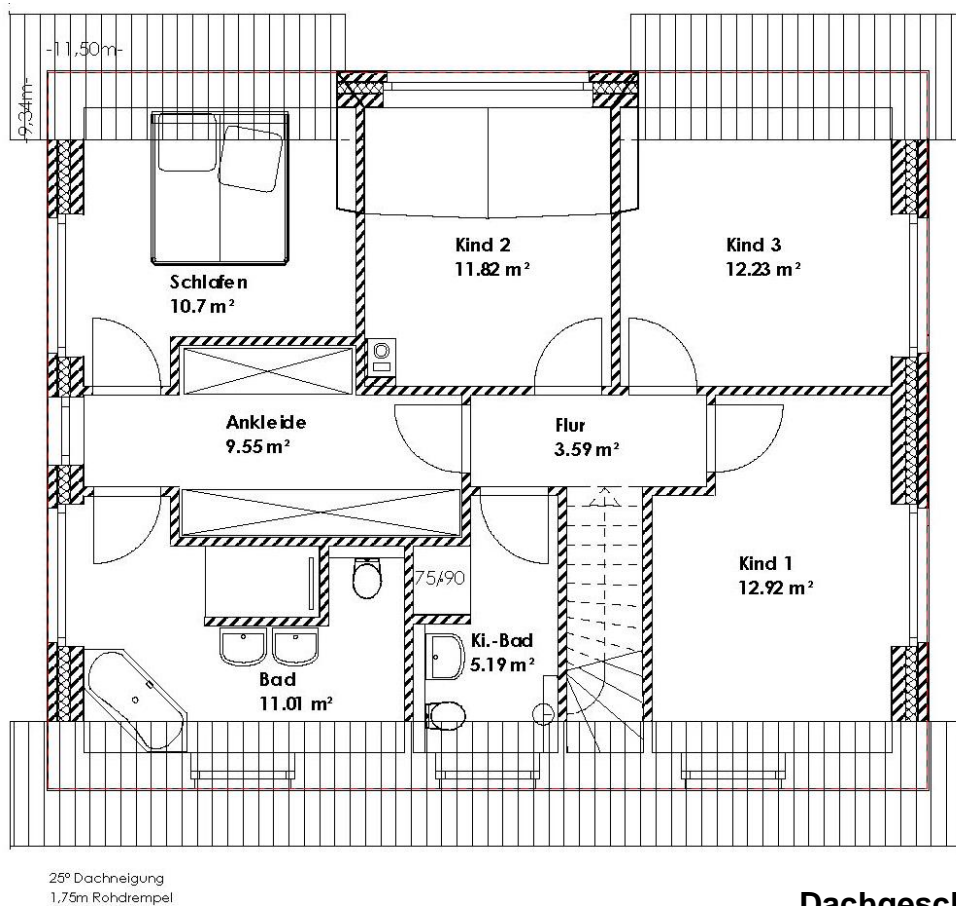 -11,50m-
-9,34m-
Kind 2
11.82 m²
Kind 3
12.23 m²
Schlafen
10.7 m²
Ankleide
9.55 m²
Flur
3.59 m²
Kind 1
12.92 m²
75/90
Ki.-Bad
5.19 m²
Bad
11.01 m²
25° Dachneigung
1,75m Rohdrempel